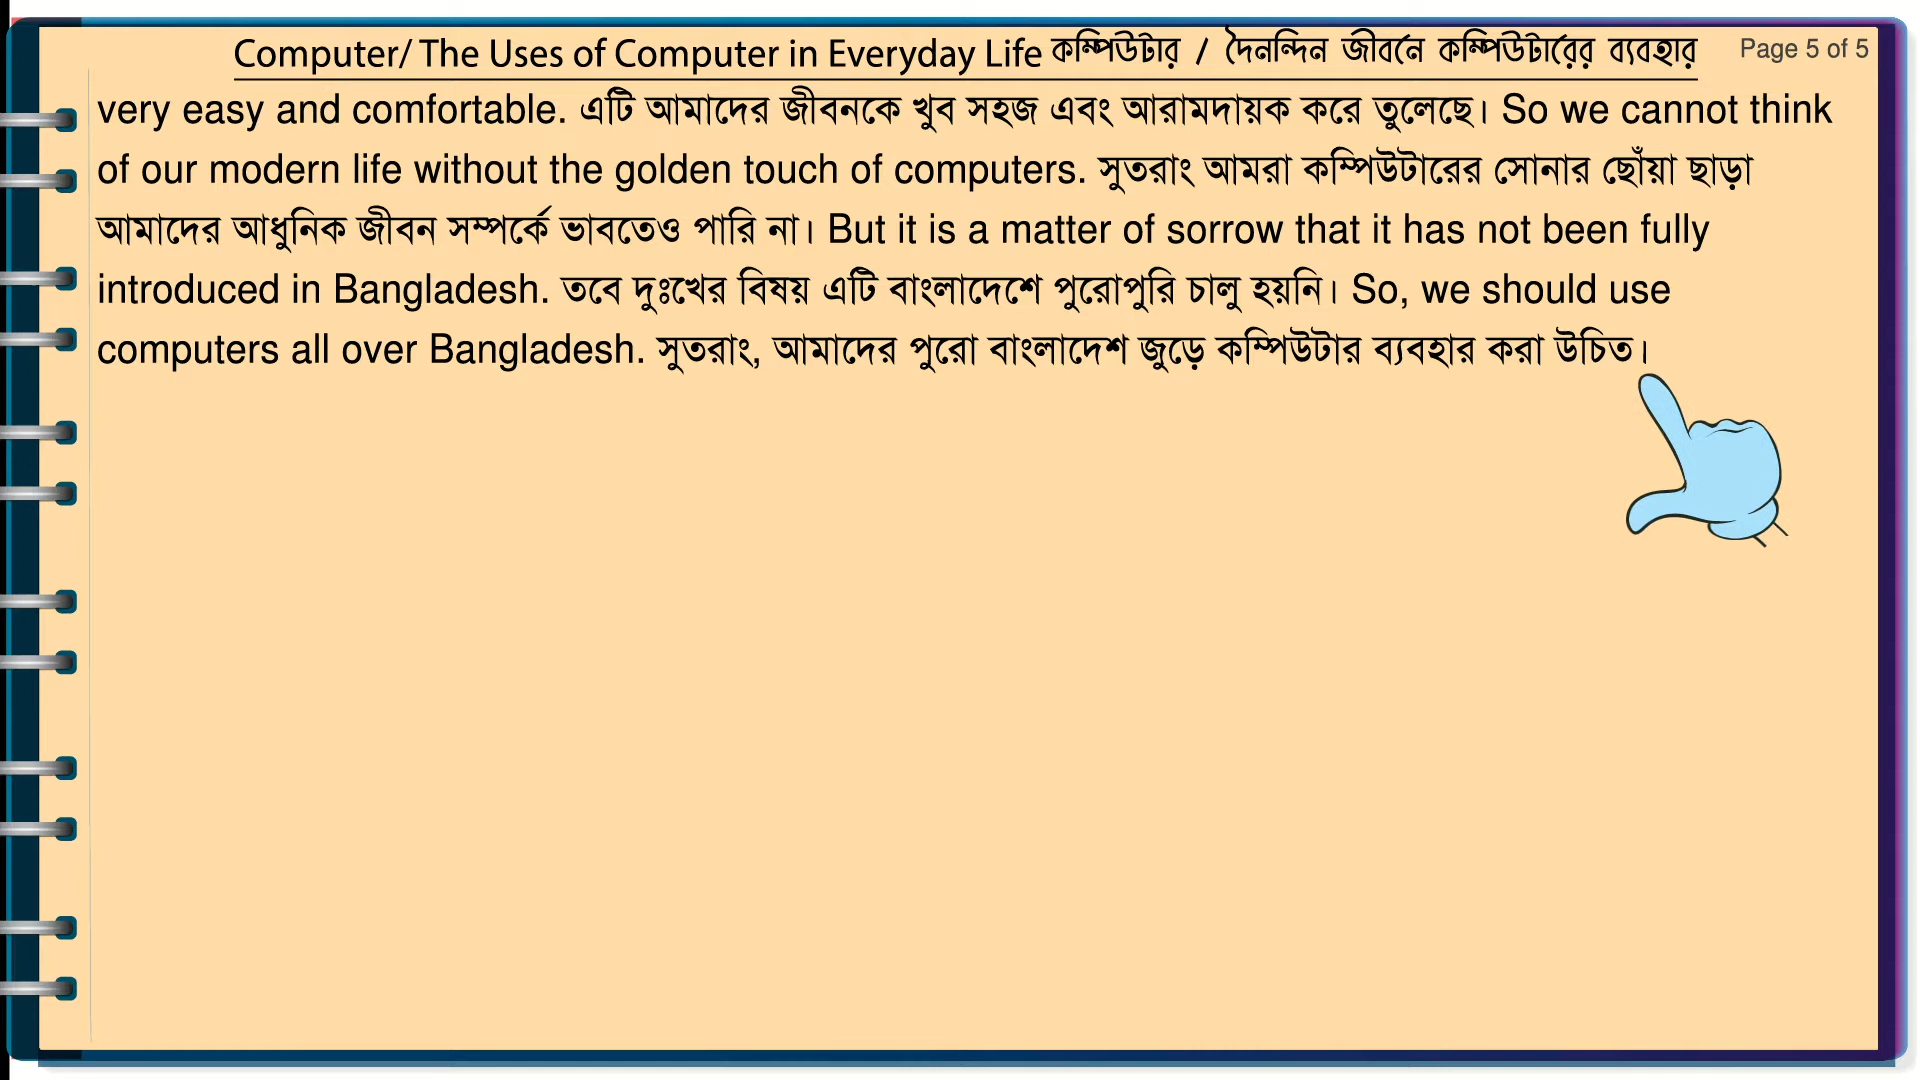 Computer/ The Uses of Computer in Everyday Life কম্পিউটার / দৈনন্দিন জীবনে কম্পিউটারের ব্যবহার Page 5 of 5
very easy and comfortable. এটি আমাদের জীবনকে খুব সহজ এবং আরামদায়ক করে তুলেছে। So we cannot think
of our modern life without the golden touch of computers. সুতরাং আমরা কম্পিউটারের সোনার ছোঁয়া ছাড়া
আমাদের আধুনিক জীবন সম্পর্কে ভাবতেও পারি না। But it is a matter of sorrow that it has not been fully
introduced in Bangladesh. তবে দুঃখের বিষয় এটি বাংলাদেশে পুরোপুরি চালু হয়নি। So, we should use
computers all over Bangladesh. সুতরাং, আমাদের পুরো বাংলাদেশ জুড়ে কম্পিউটার ব্যবহার করা উচিত।